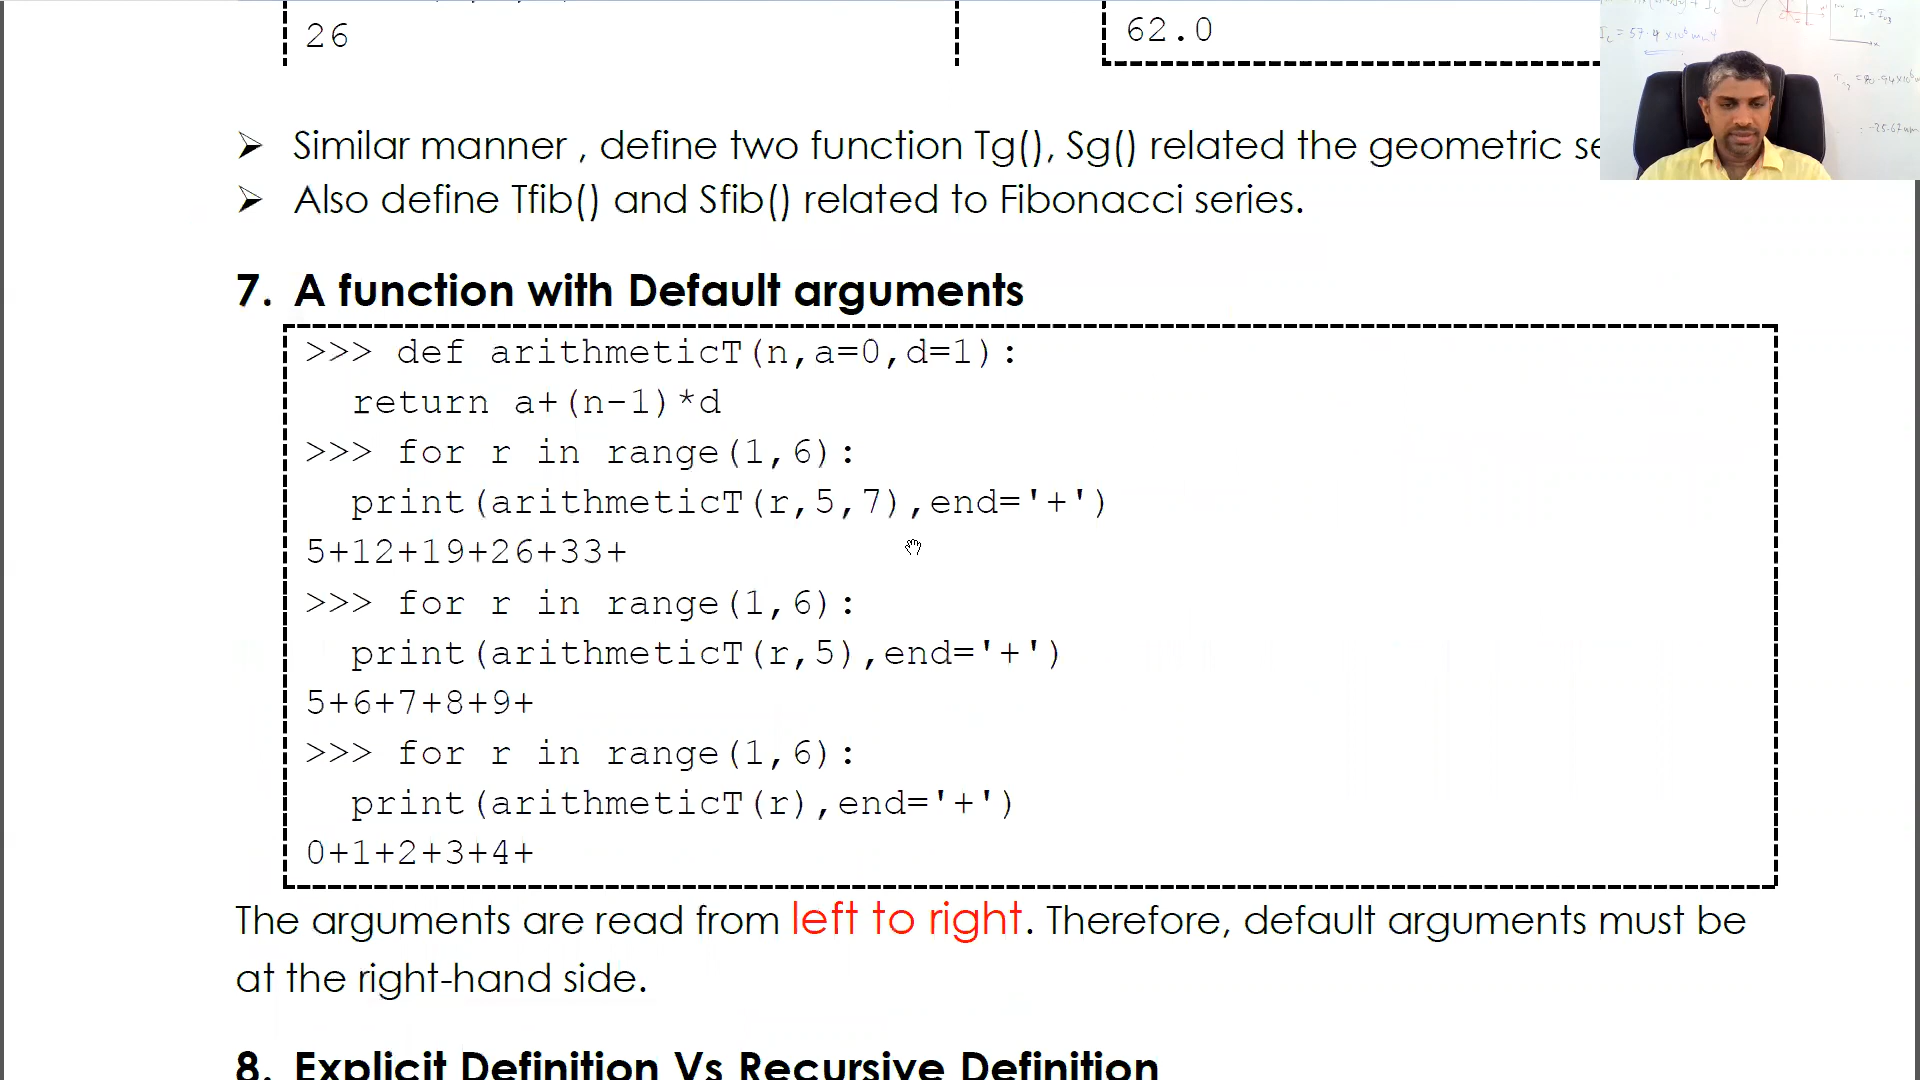 26
62.0
I_c = 57.4 x10⁶ mm⁴
➢ Similar manner , define two function Tg(), Sg() related the geometric se
➢ Also define Tfib() and Sfib() related to Fibonacci series.
7. A function with Default arguments
>>> def arithmeticT(n,a=0,d=1):
return a+(n-1)*d
>>> for r in range(1,6):
print(arithmeticT(r,5,7),end='+')
5+12+19+26+33+
>>> for r in range(1,6):
print(arithmeticT(r,5),end='+')
5+6+7+8+9+
>>> for r in range(1,6):
print(arithmeticT(r),end='+')
0+1+2+3+4+
The arguments are read from left to right. Therefore, default arguments must be
at the right-hand side.
8. Explicit Definition Vs Recursive Definition